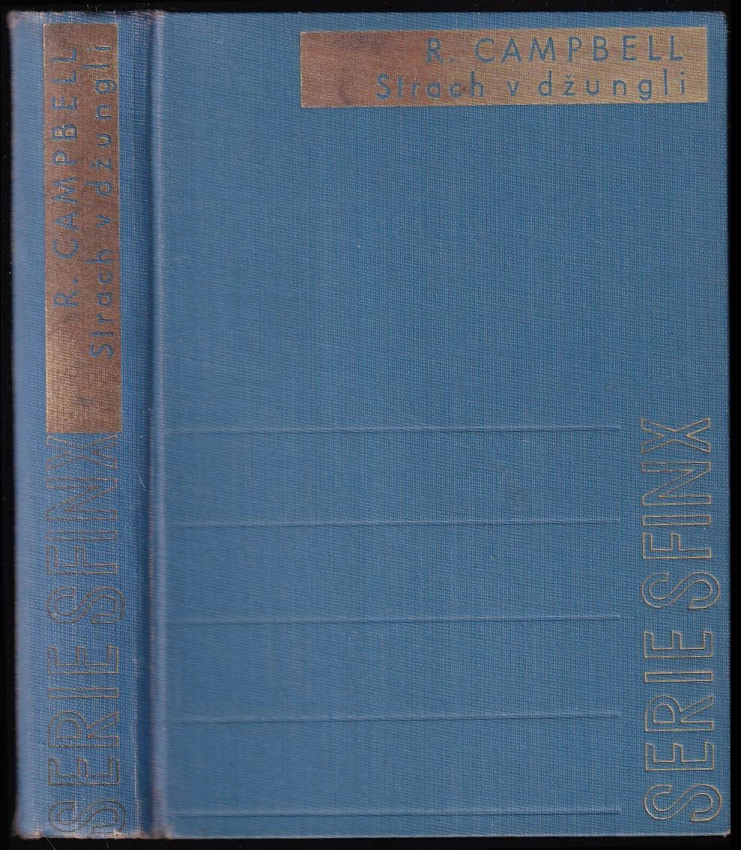 R. CAMPBELL
Strach v džungli
SERIE SFINX
R. CAMPBELL
Strach v džungli
SERIE SFINX